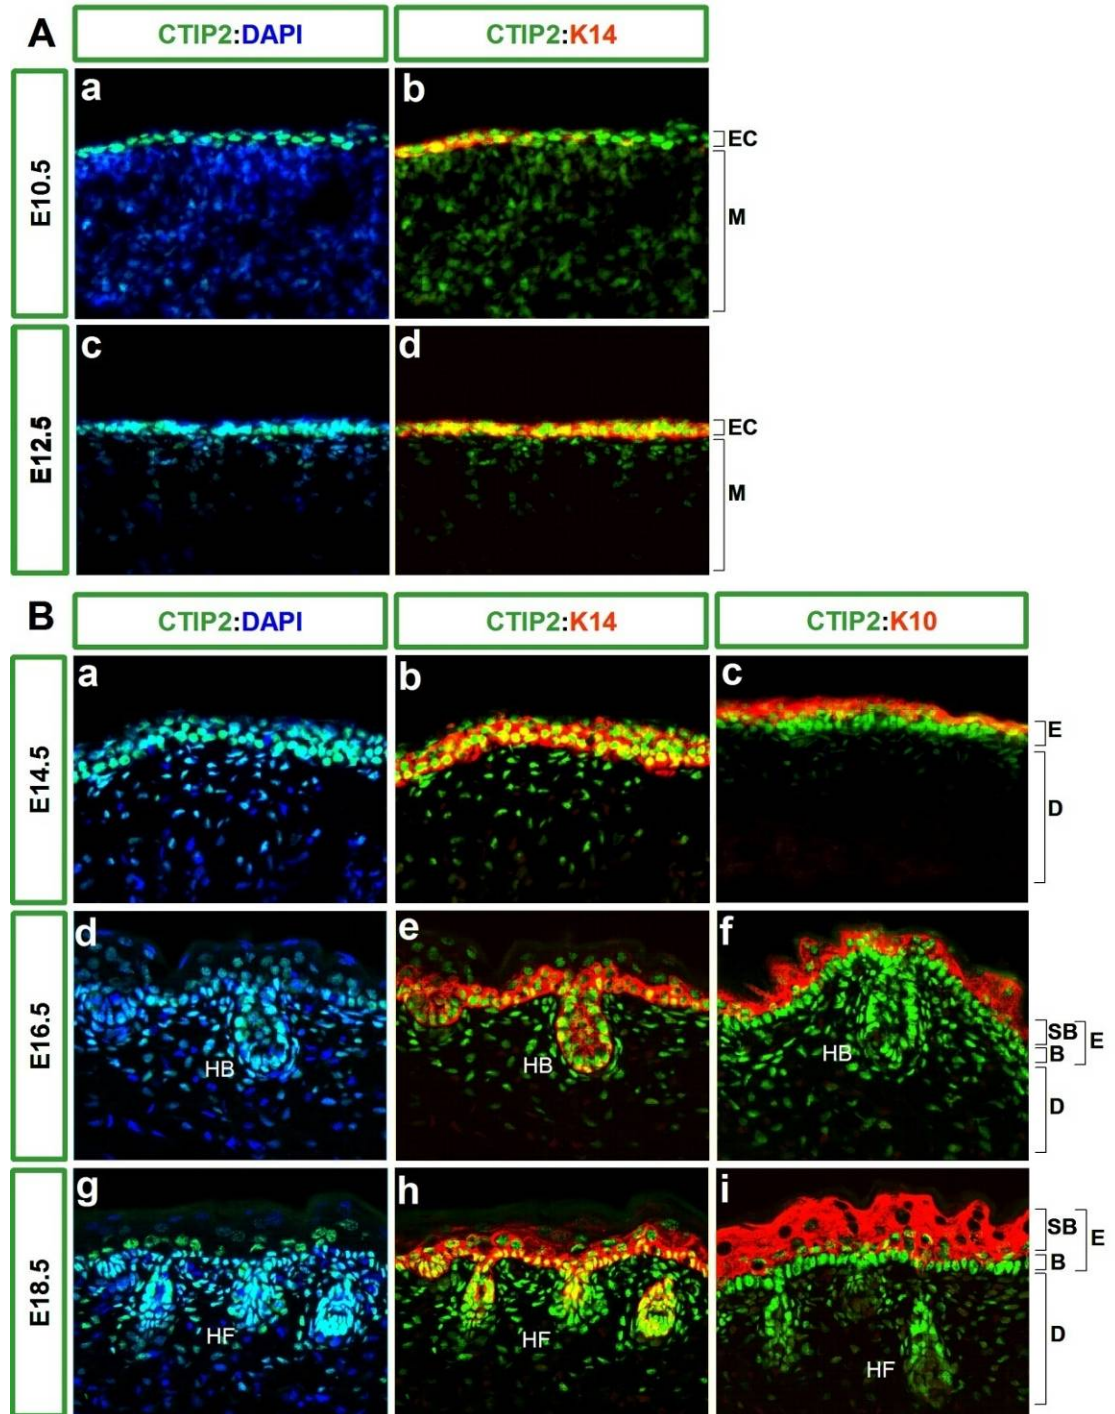 A
CTIP2:DAPI
CTIP2:K14
E10.5
a
b
EC
M
E12.5
c
d
EC
M
B
CTIP2:DAPI
CTIP2:K14
CTIP2:K10
E14.5
a
b
c
E
D
E16.5
d
HB
e
HB
f
HB
SB
B
E
D
E18.5
g
HF
h
HF
i
HF
SB
B
E
D